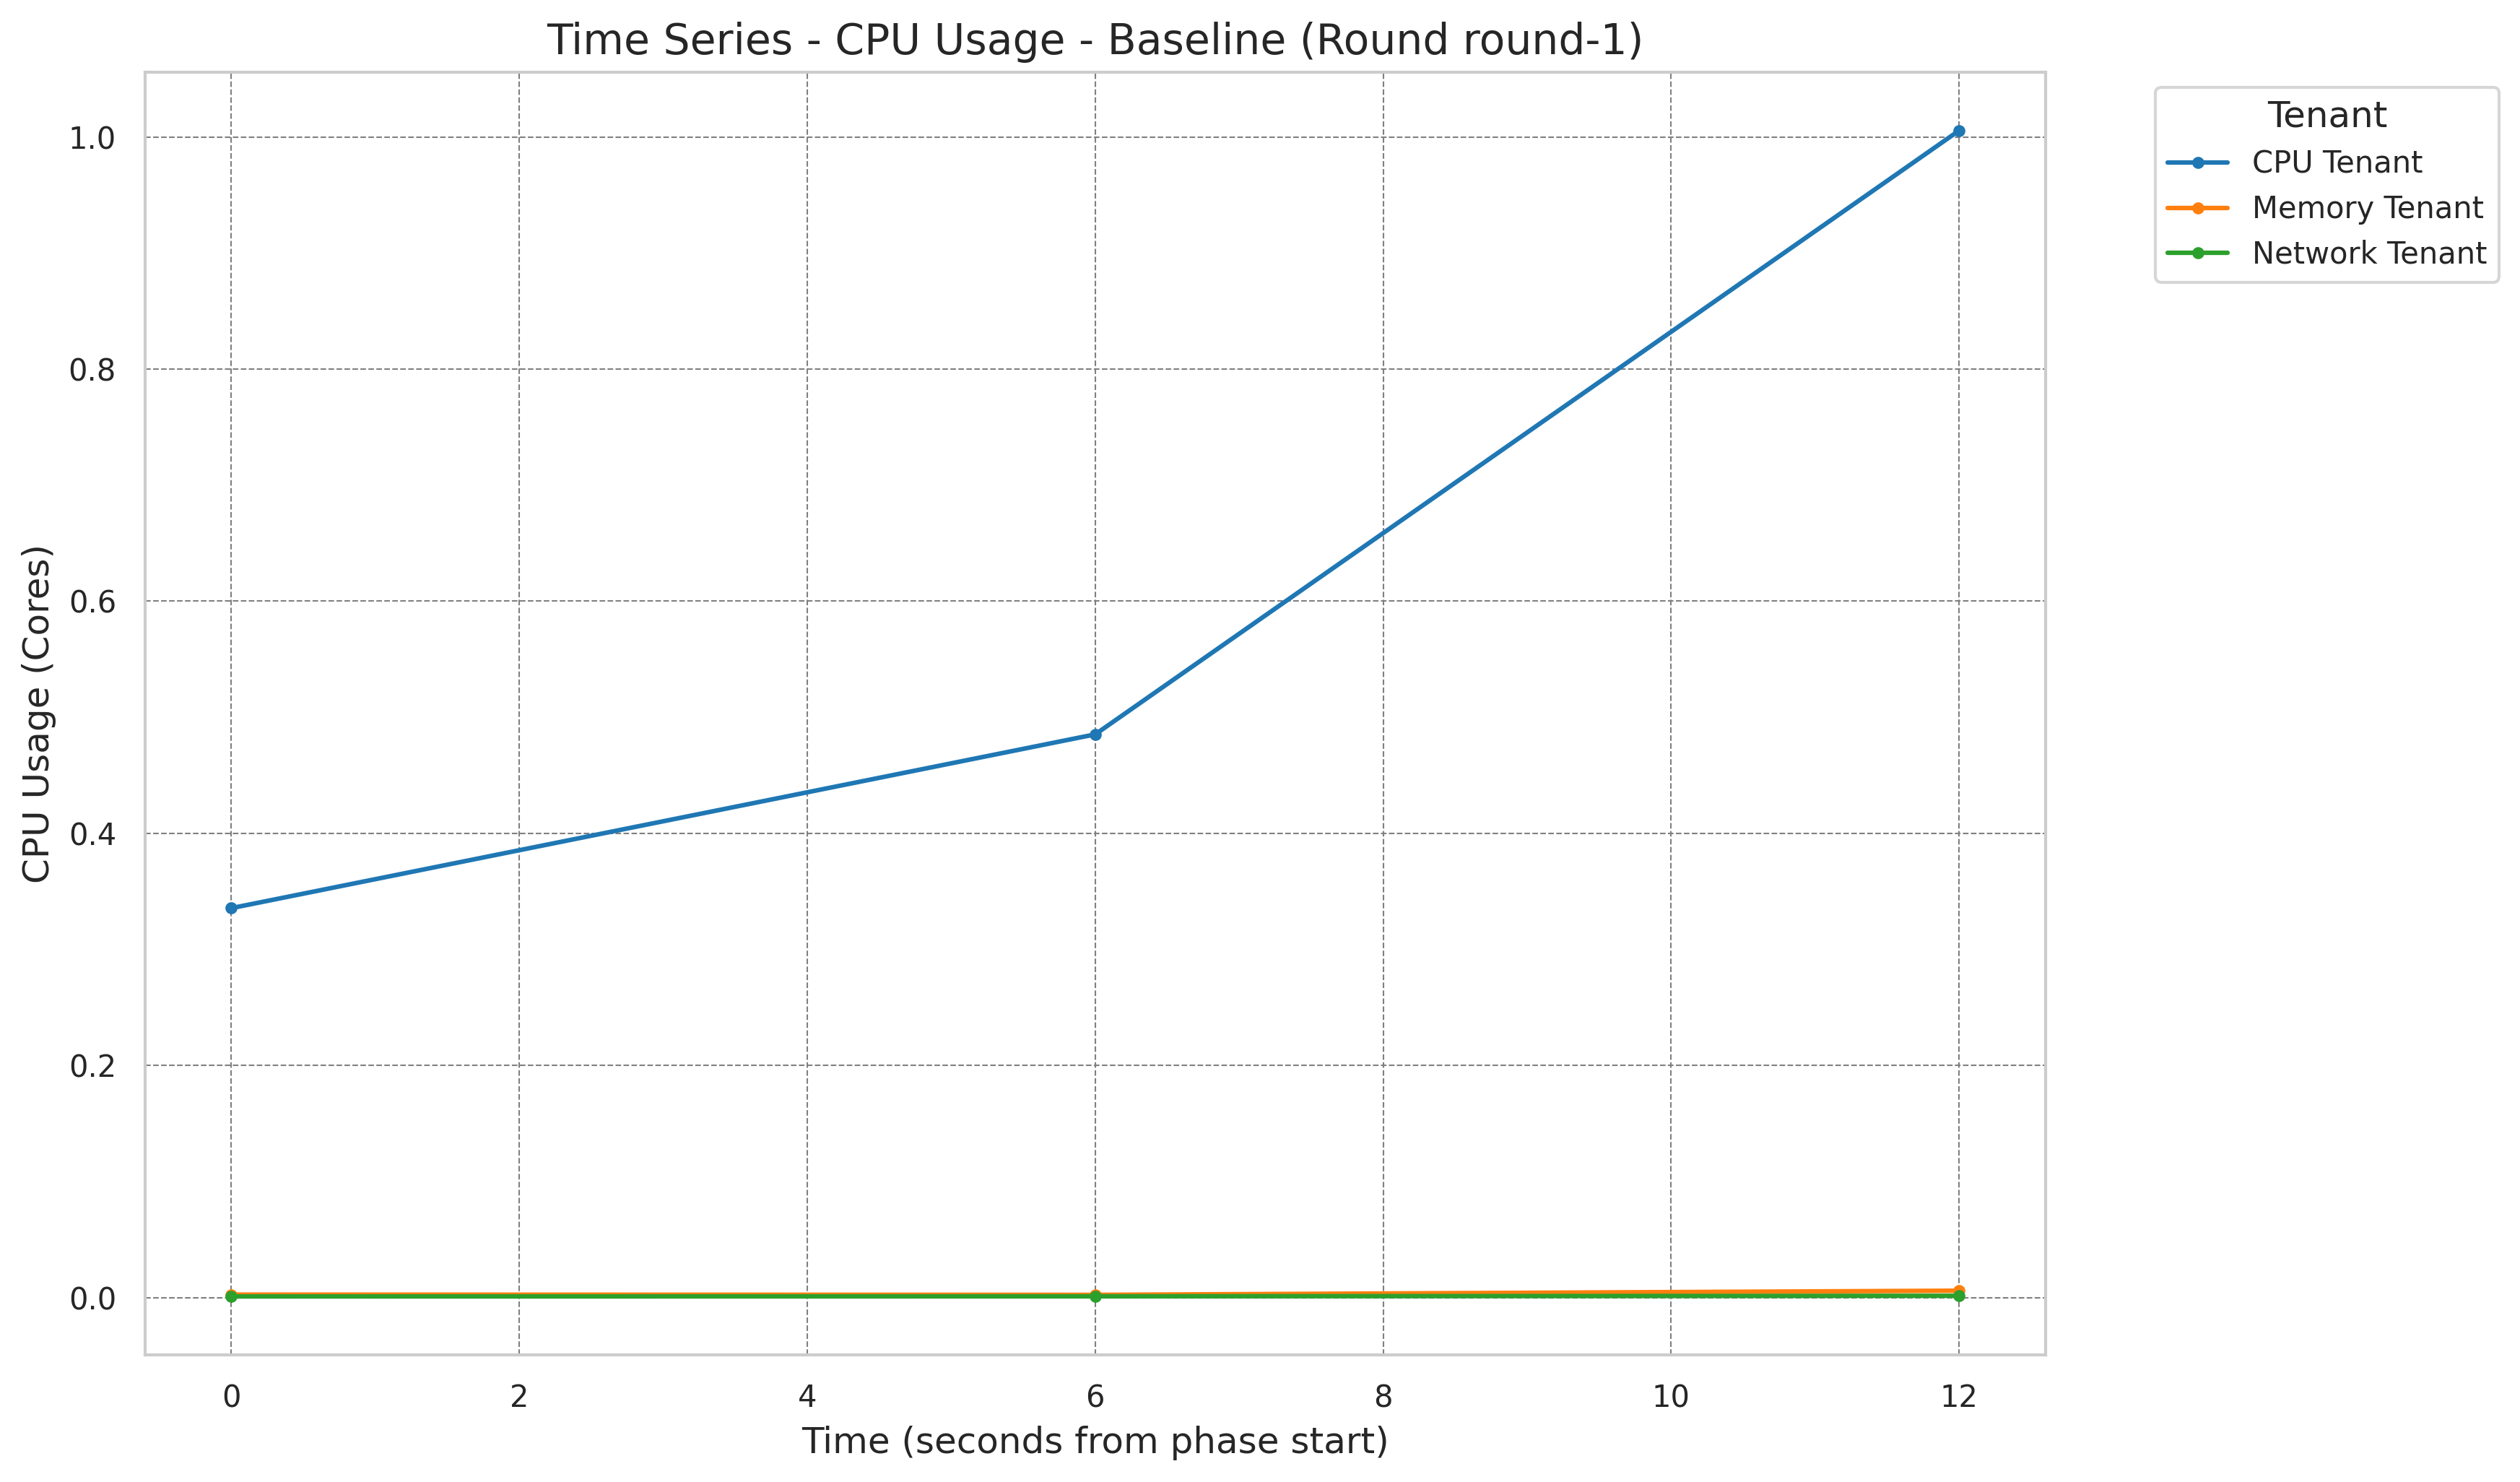 Time Series - CPU Usage - Baseline (Round round-1)
Tenant
CPU Tenant
Memory Tenant
Network Tenant
CPU Usage (Cores)
1.0
0.8
0.6
0.4
0.2
0.0
0 2 4 6 8 10 12
Time (seconds from phase start)